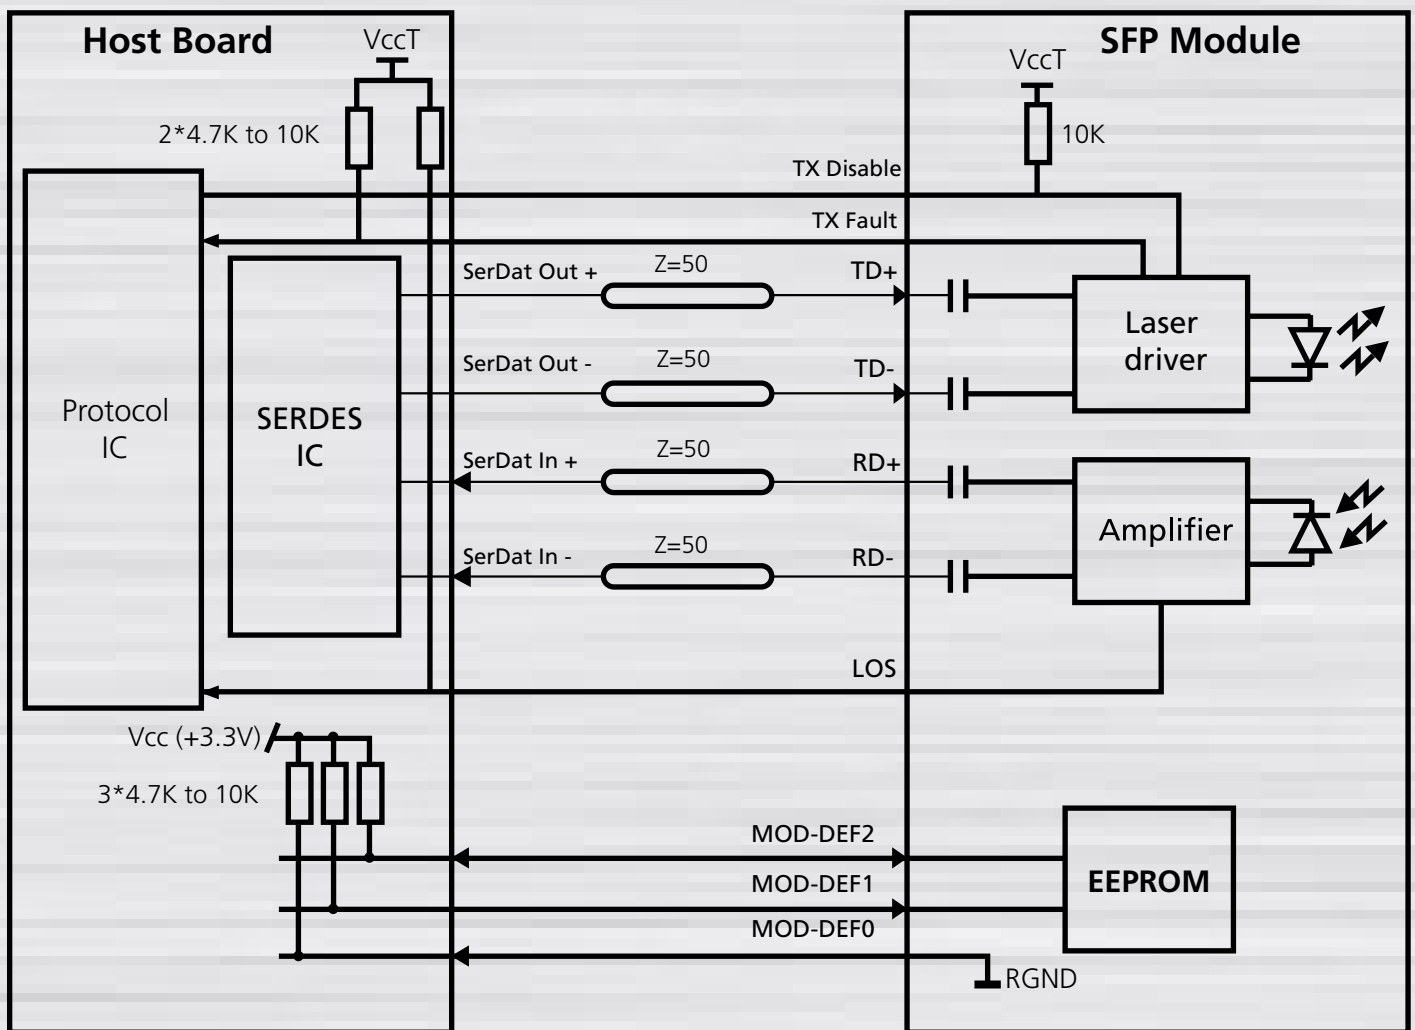 Host Board
SFP Module
VccT
VccT
2*4.7K to 10K
10K
TX Disable
TX Fault
SerDat Out +
Z=50
TD+
Laser
driver
SerDat Out -
Z=50
TD-
Protocol
IC
SERDES
IC
SerDat In +
Z=50
RD+
Amplifier
SerDat In -
Z=50
RD-
LOS
Vcc (+3.3V)
3*4.7K to 10K
MOD-DEF2
MOD-DEF1
EEPROM
MOD-DEF0
RGND